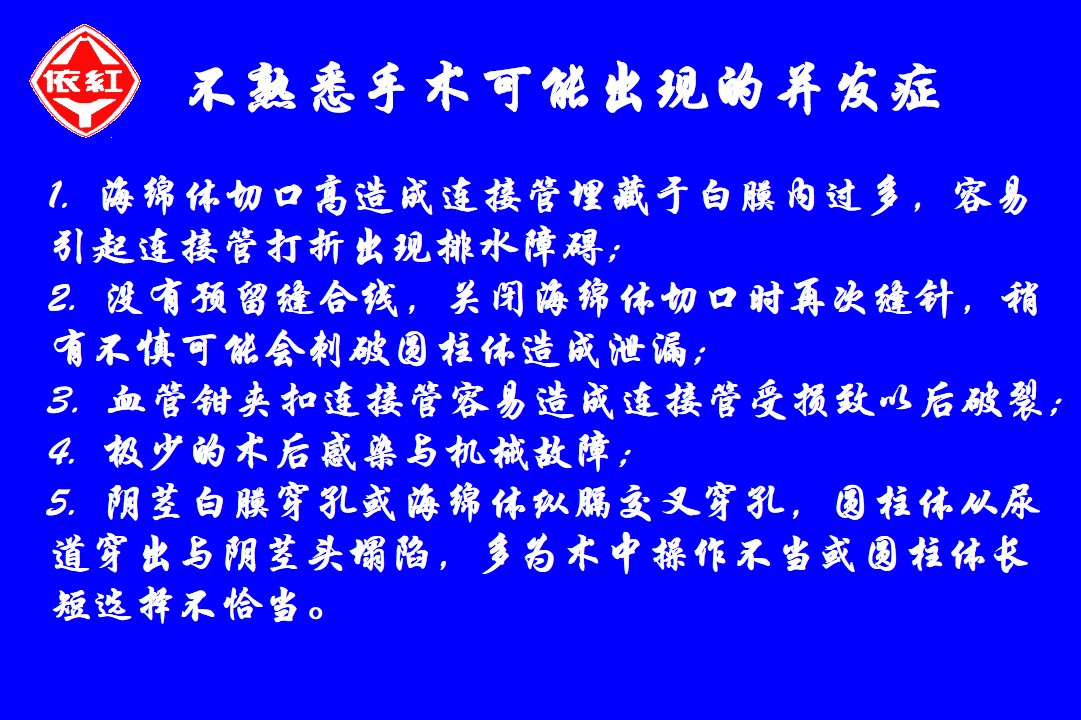 依紅
不熟悉手术可能出现的并发症
1. 海绵体切口高造成连接管埋藏于白膜内过多，容易
引起连接管打折出现排水障碍；
2. 没有预留缝合线，关闭海绵体切口时再次缝针，稍
有不慎可能会刺破圆柱体造成泄漏；
3. 血管钳夹扣连接管容易造成连接管受损致以后破裂；
4. 极少的术后感染与机械故障；
5. 阴茎白膜穿孔或海绵体纵膈交叉穿孔，圆柱体从尿
道穿出与阴茎头塌陷，多为术中操作不当或圆柱体长
短选择不恰当。